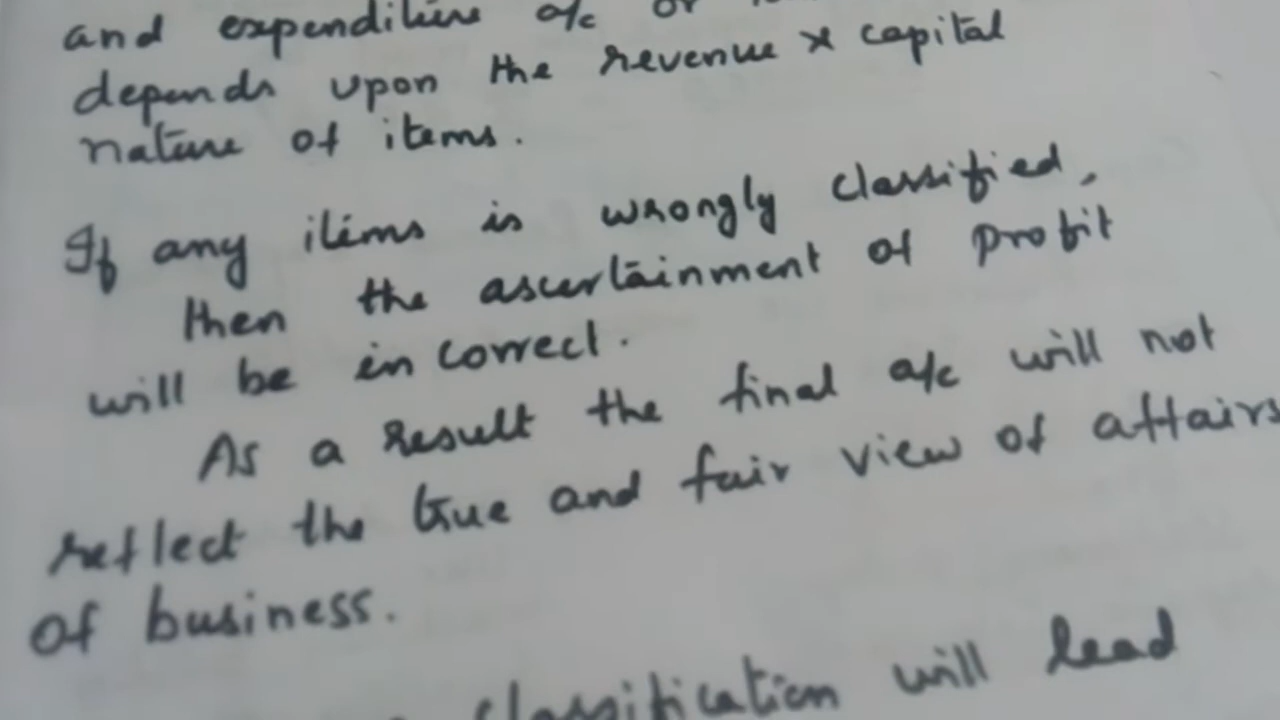 and expenditure a/c or
depends upon the revenue & capital
nature of items.
If any items is wrongly classified,
then the ascertainment of profit
will be in correct.
As a result the final a/c will not
reflect the true and fair view of affairs
of business.
classification will lead